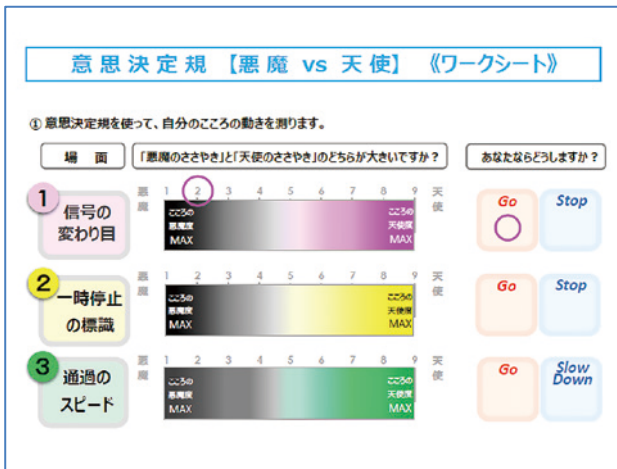 意思決定規【悪魔 vs 天使】 《ワークシート》
① 意思決定規を使って、自分のこころの動きを測ります。
場 面 「悪魔のささやき」と「天使のささやき」のどちらが大きいですか? あなたならどうしますか?
1 信号の変わり目
悪魔 1 2 3 4 5 6 7 8 9 天使
こころの悪魔度 MAX
こころの天使度 MAX
Go Stop
2 一時停止の標識
悪魔 1 2 3 4 5 6 7 8 9 天使
こころの悪魔度 MAX
こころの天使度 MAX
Go Stop
3 通過のスピード
悪魔 1 2 3 4 5 6 7 8 9 天使
こころの悪魔度 MAX
こころの天使度 MAX
Go Slow Down